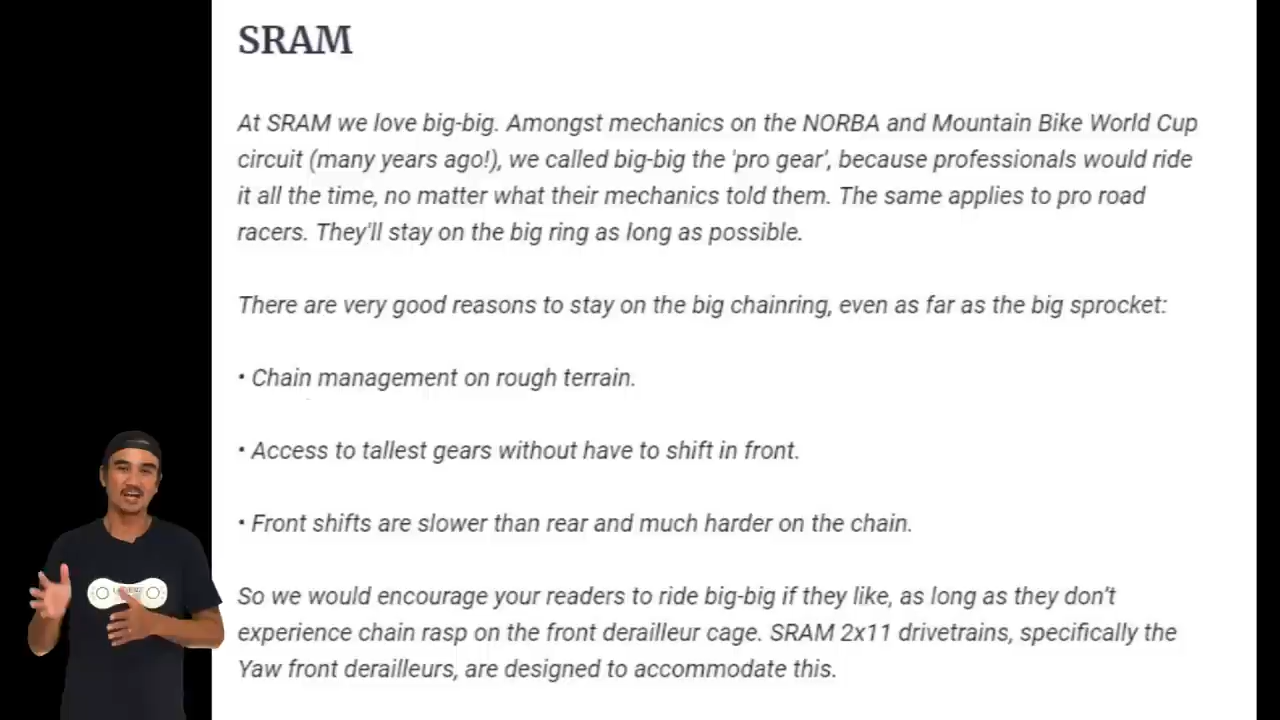 SRAM
At SRAM we love big-big. Amongst mechanics on the NORBA and Mountain Bike World Cup
circuit (many years ago!), we called big-big the 'pro gear', because professionals would ride
it all the time, no matter what their mechanics told them. The same applies to pro road
racers. They'll stay on the big ring as long as possible.
There are very good reasons to stay on the big chainring, even as far as the big sprocket:
• Chain management on rough terrain.
• Access to tallest gears without have to shift in front.
• Front shifts are slower than rear and much harder on the chain.
So we would encourage your readers to ride big-big if they like, as long as they don't
experience chain rasp on the front derailleur cage. SRAM 2x11 drivetrains, specifically the
Yaw front derailleurs, are designed to accommodate this.